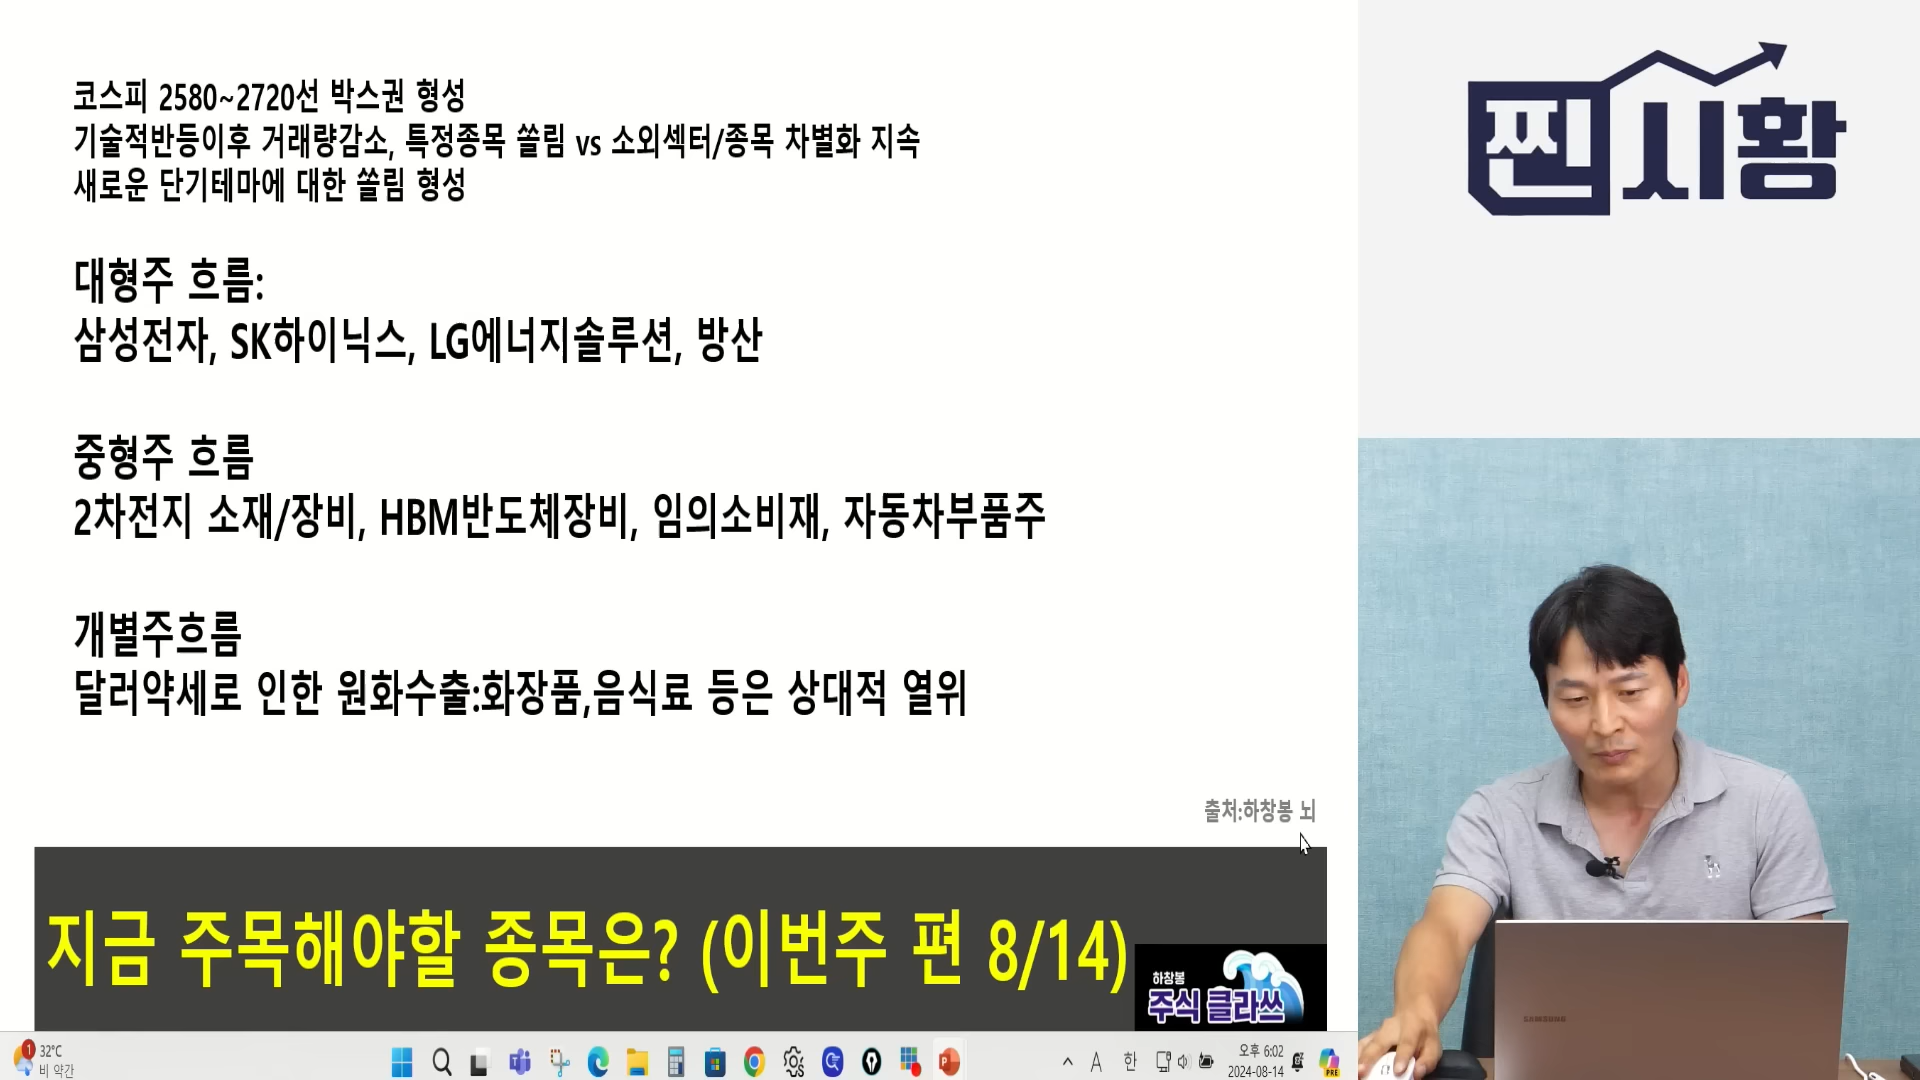 코스피 2580~2720선 박스권 형성
기술적반등이후 거래량감소, 특정종목 쏠림 vs 소외섹터/종목 차별화 지속
새로운 단기테마에 대한 쏠림 형성
대형주 흐름:
삼성전자, SK하이닉스, LG에너지솔루션, 방산
중형주 흐름
2차전지 소재/장비, HBM반도체장비, 임의소비재, 자동차부품주
개별주흐름
달러약세로 인한 원화수출:화장품,음식료 등은 상대적 열위
출처:하창봉 뇌
지금 주목해야할 종목은? (이번주 편 8/14)
하창봉
주식 클라쓰
찐시황
SAMSUNG
1
32°C
비 약간
A
한
오후 6:02
2024-08-14
PRE